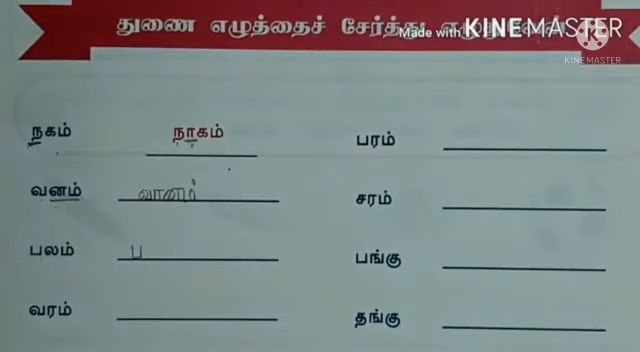 துணை எழுத்தைச் சேர்த்து
Made with KINEMASTER
KINEMASTER
நகம் நாகம் பரம்
வனம் வானம் சரம்
பலம் ப பங்கு
வரம் தங்கு